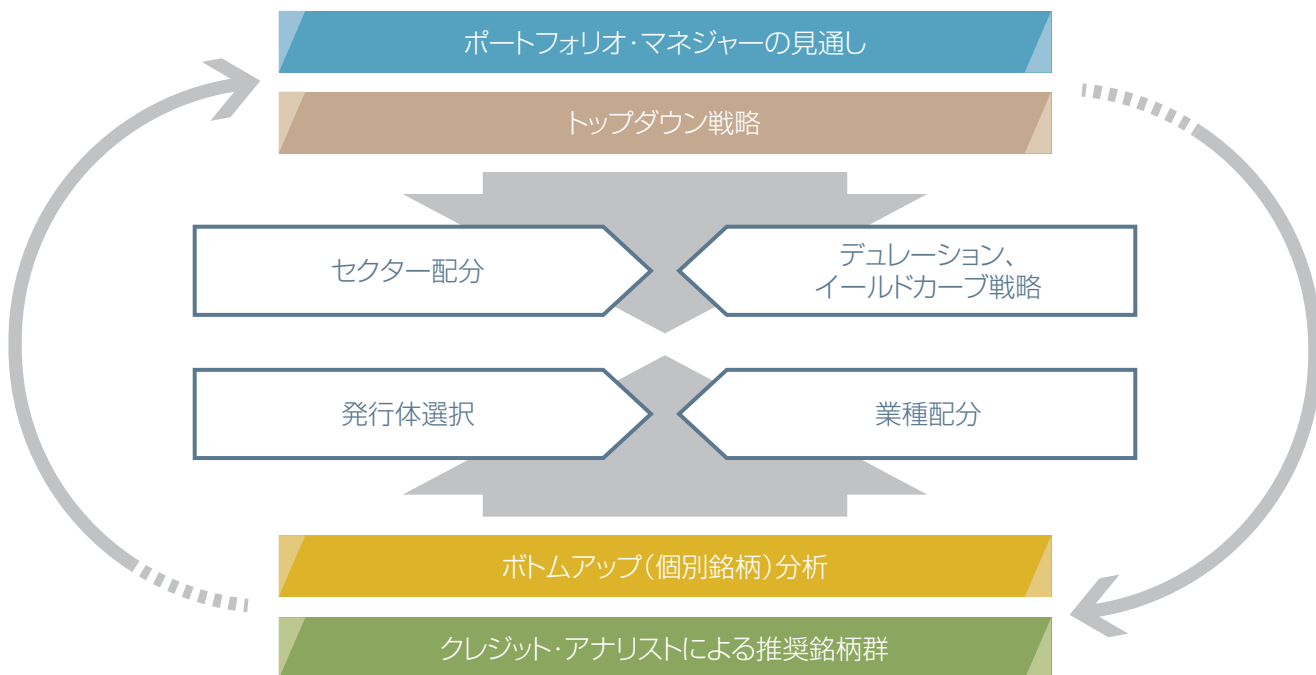 ポートフォリオ・マネジャーの見通し
トップダウン戦略
セクター配分
デュレーション、
イールドカーブ戦略
発行体選択
業種配分
ボトムアップ（個別銘柄）分析
クレジット・アナリストによる推奨銘柄群